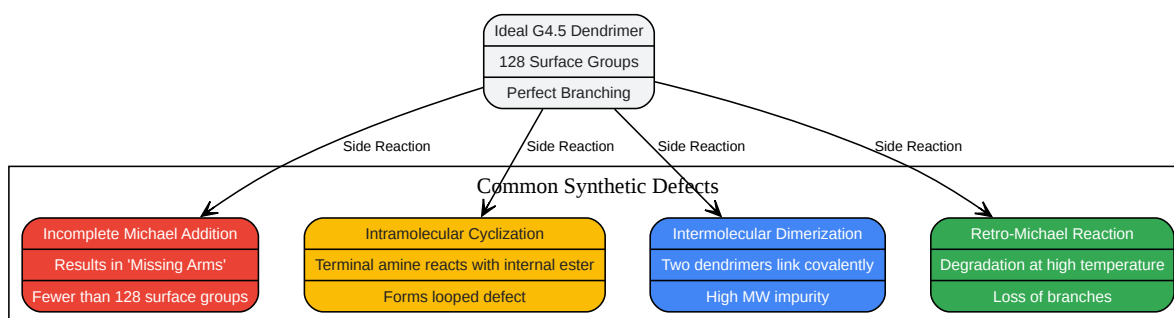 Ideal G4.5 Dendrimer
128 Surface Groups
Perfect Branching
Side Reaction
Side Reaction
Side Reaction
Side Reaction
Common Synthetic Defects
Incomplete Michael Addition
Results in 'Missing Arms'
Fewer than 128 surface groups
Intramolecular Cyclization
Terminal amine reacts with internal ester
Forms looped defect
Intermolecular Dimerization
Two dendrimers link covalently
High MW impurity
Retro-Michael Reaction
Degradation at high temperature
Loss of branches